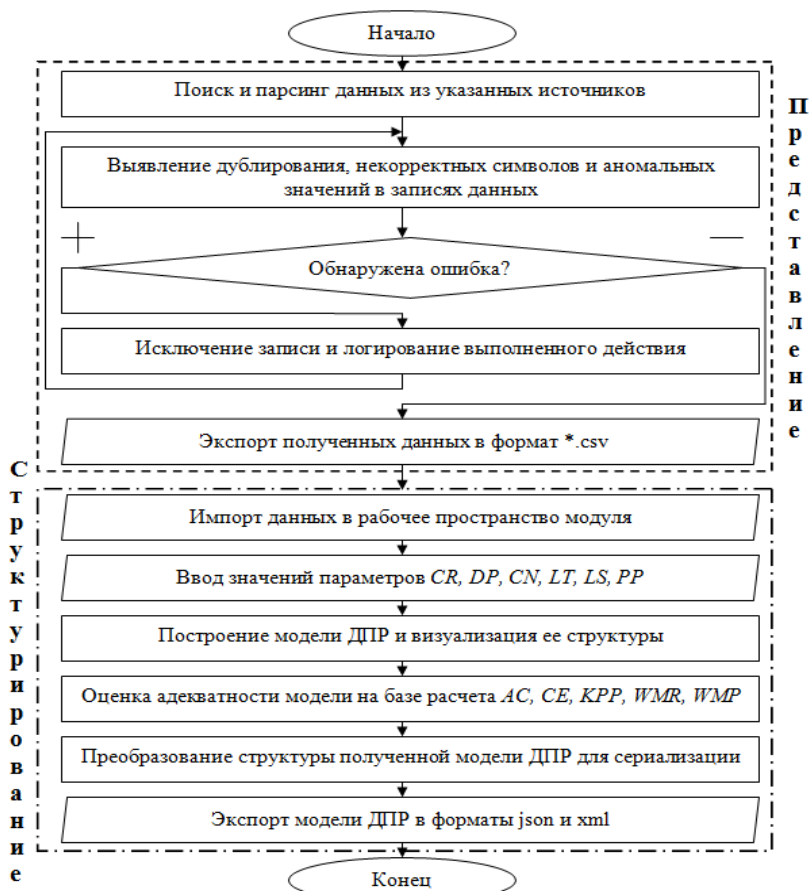 Начало
Поиск и парсинг данных из указанных источников
Выявление дублирования, некорректных символов и аномальных
значений в записях данных
+
—
Обнаружена ошибка?
Исключение записи и логирование выполненного действия
Экспорт полученных данных в формат *.csv
Представление
Импорт данных в рабочее пространство модуля
Ввод значений параметров CR, DP, CN, LT, LS, PP
Построение модели ДПР и визуализация ее структуры
Оценка адекватности модели на базе расчета AC, CE, KPP, WMR, WMP
Преобразование структуры полученной модели ДПР для сериализации
Экспорт модели ДПР в форматы json и xml
Структурирование
Конец